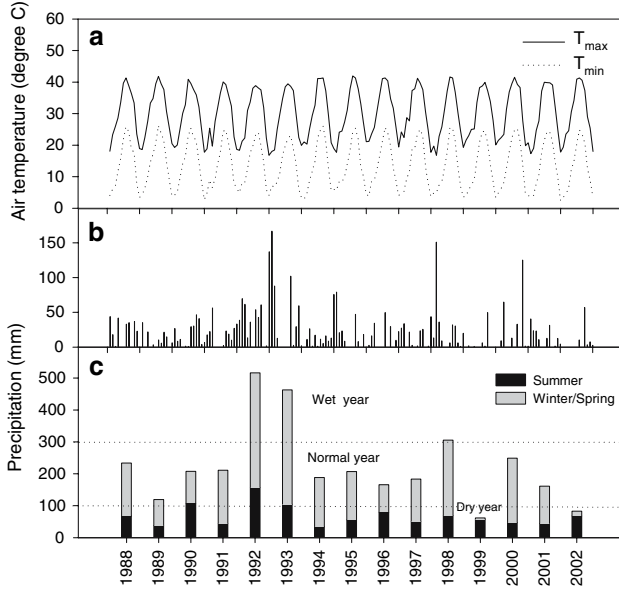 a
Air temperature (degree C)
60
50
40
30
20
10
0
Tmax
Tmin
b
Precipitation (mm)
150
100
50
0
c
500
400
300
200
100
0
Summer
Winter/Spring
Wet year
Normal year
Dry year
1988
1989
1990
1991
1992
1993
1994
1995
1996
1997
1998
1999
2000
2001
2002